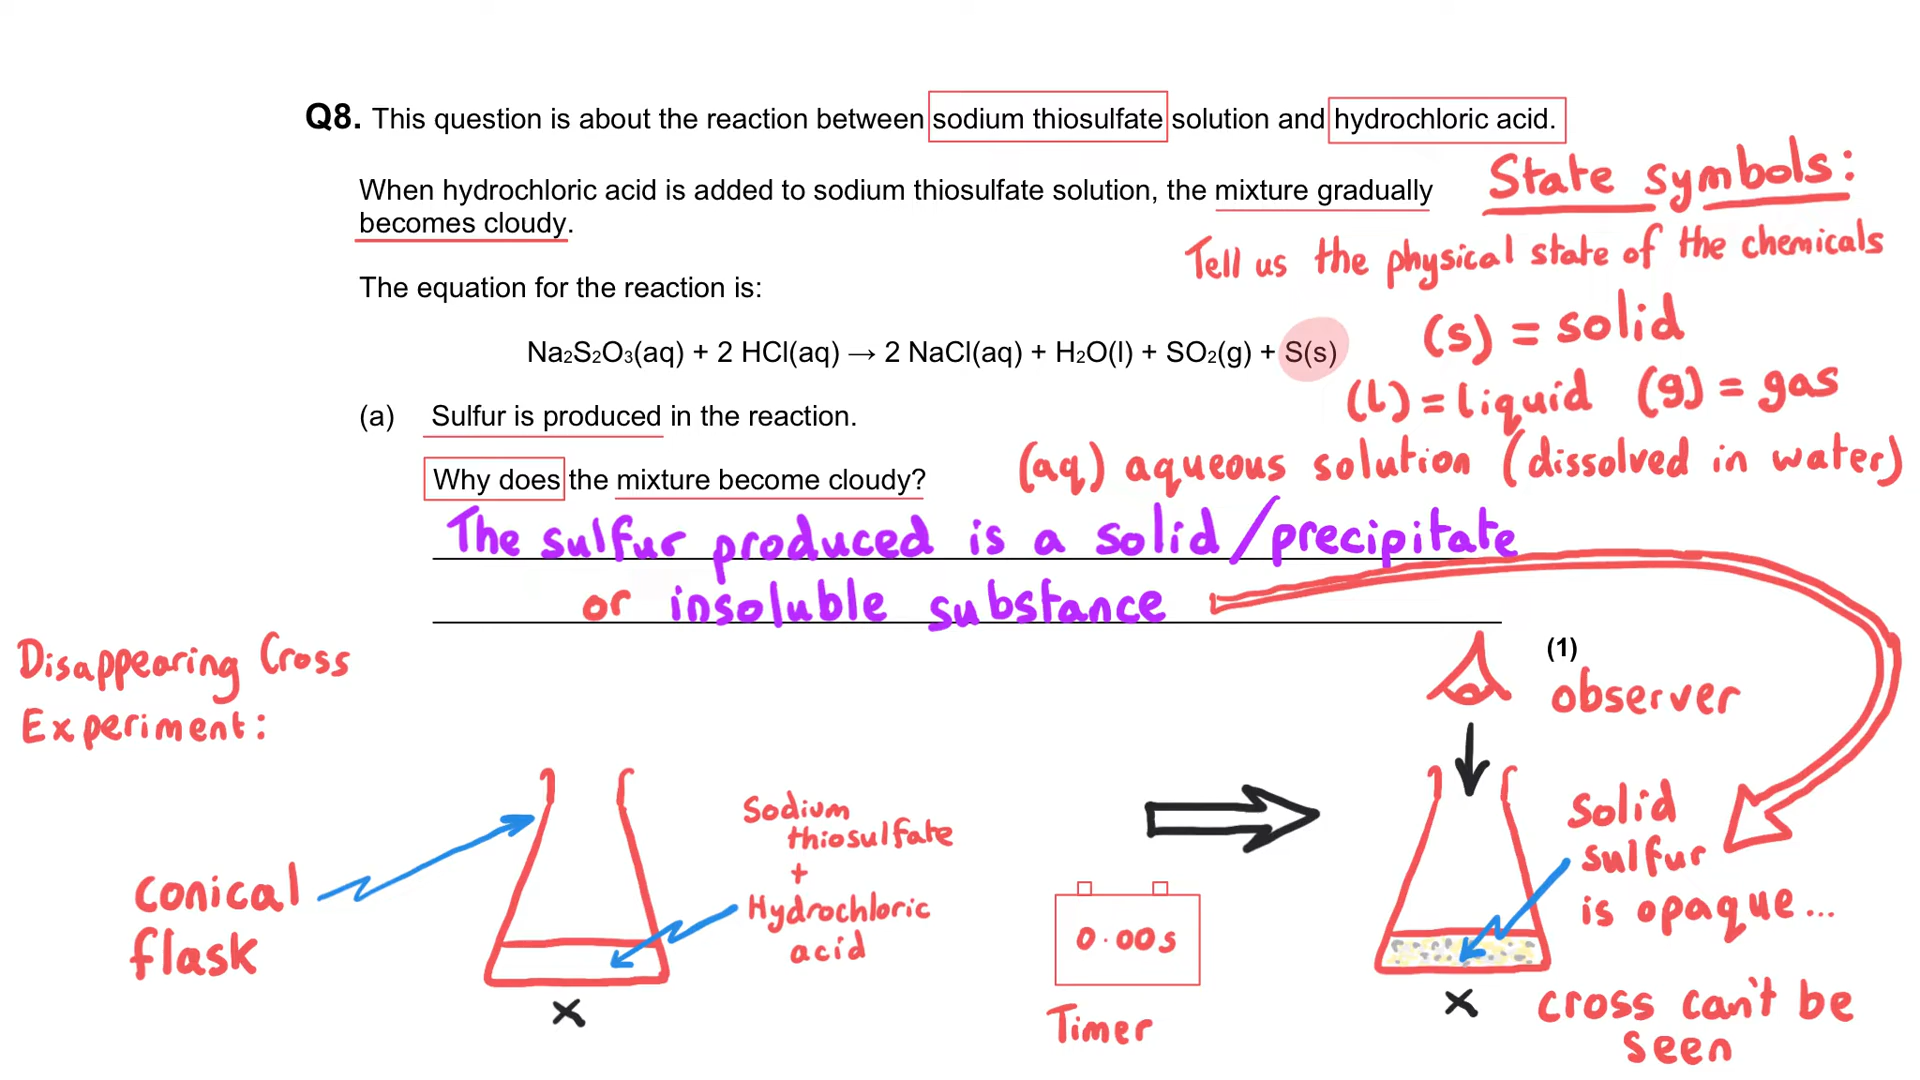 Q8. This question is about the reaction between sodium thiosulfate solution and hydrochloric acid.
When hydrochloric acid is added to sodium thiosulfate solution, the mixture gradually
becomes cloudy.
The equation for the reaction is:
Na2S2O3(aq) + 2 HCl(aq) → 2 NaCl(aq) + H2O(l) + SO2(g) + S(s)
(a) Sulfur is produced in the reaction.
Why does the mixture become cloudy?
The sulfur produced is a solid/precipitate
or insoluble substance
(1)
State symbols:
Tell us the physical state of the chemicals
(s) = solid
(l) = liquid (g) = gas
(aq) aqueous solution (dissolved in water)
Disappearing Cross
Experiment:
conical
flask
Sodium
thiosulfate
+
Hydrochloric
acid
x
0.00s
Timer
observer
solid
sulfur
is opaque...
x
cross can't be
seen